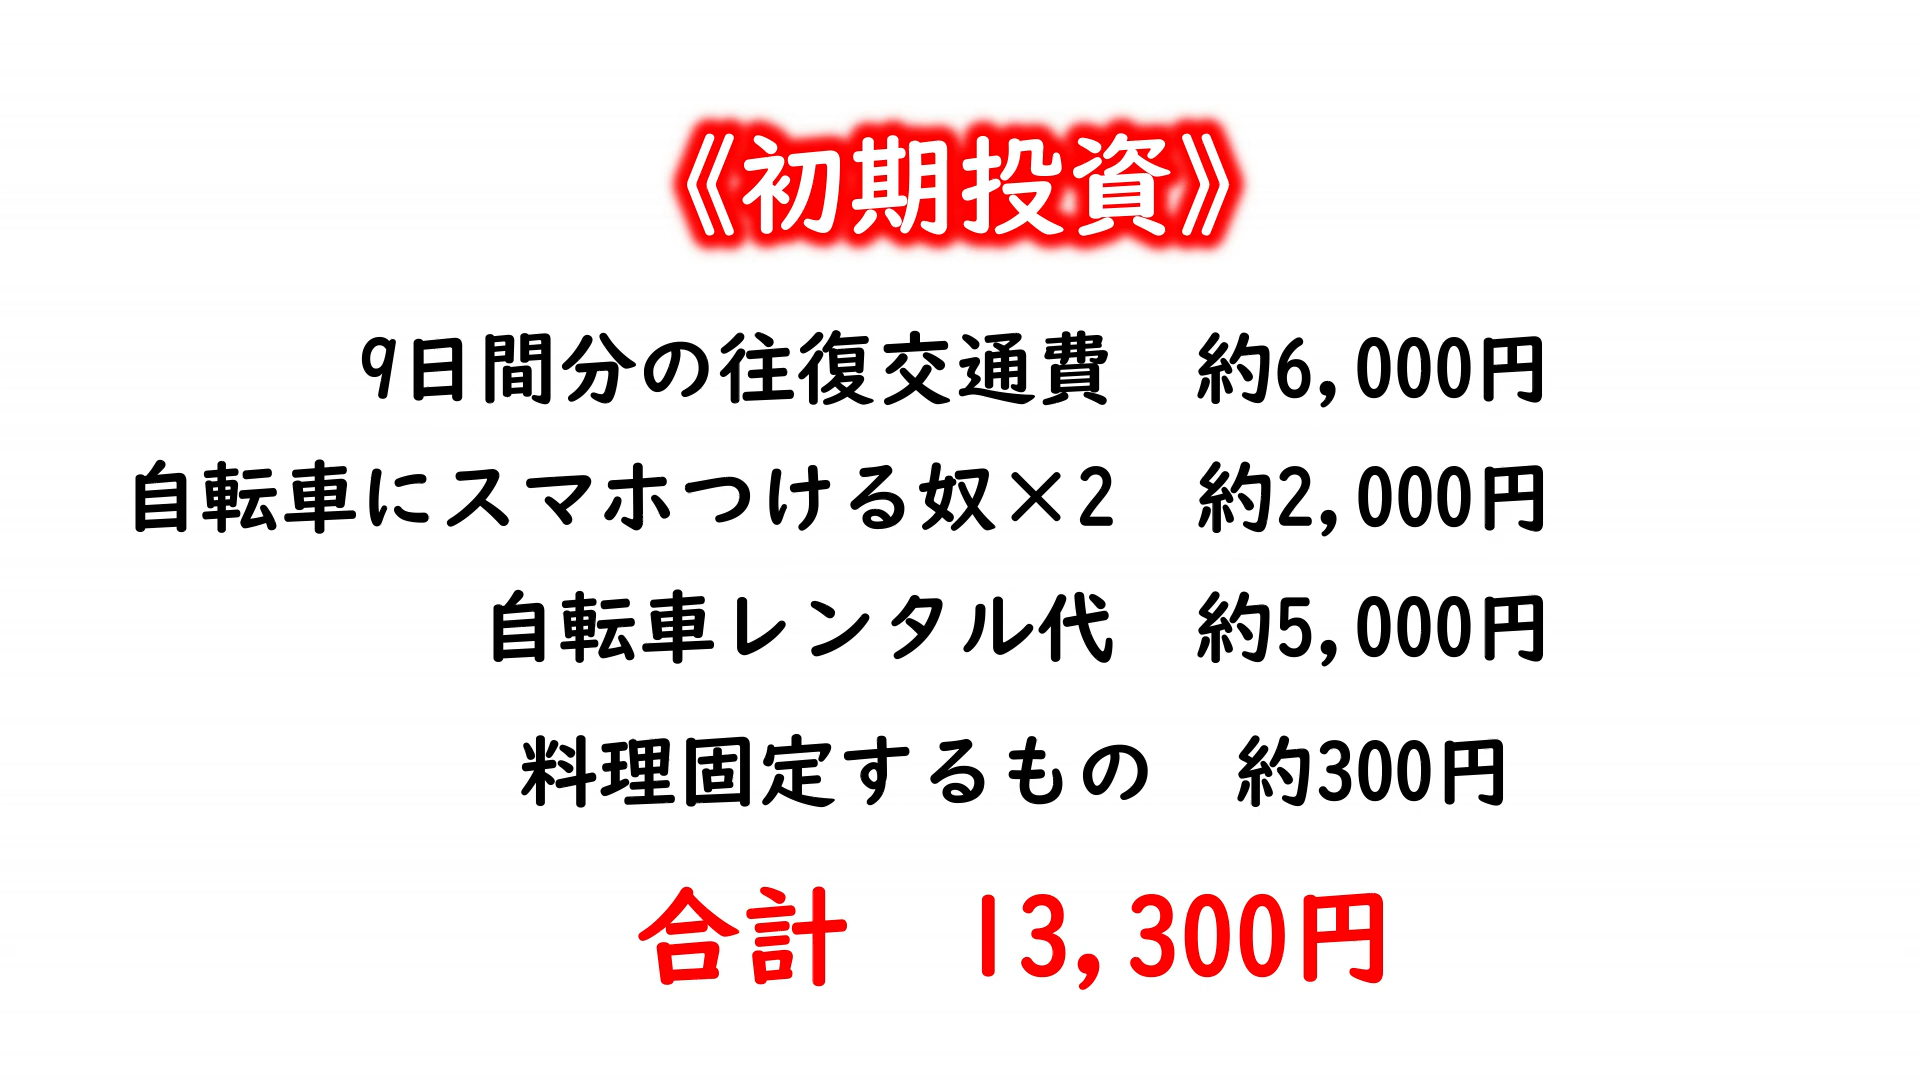 《初期投資》
9日間分の往復交通費　約6,000円
自転車にスマホつける奴×2　約2,000円
自転車レンタル代　約5,000円
料理固定するもの　約300円
合計　13,300円